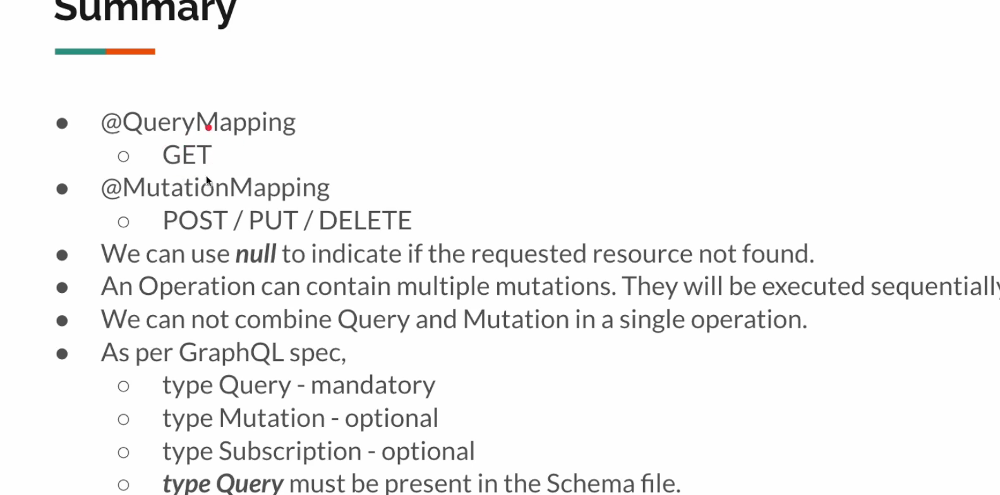 Summary
● @QueryMapping
○ GET
● @MutationMapping
○ POST / PUT / DELETE
● We can use null to indicate if the requested resource not found.
● An Operation can contain multiple mutations. They will be executed sequentially
● We can not combine Query and Mutation in a single operation.
● As per GraphQL spec,
○ type Query - mandatory
○ type Mutation - optional
○ type Subscription - optional
○ type Query must be present in the Schema file.